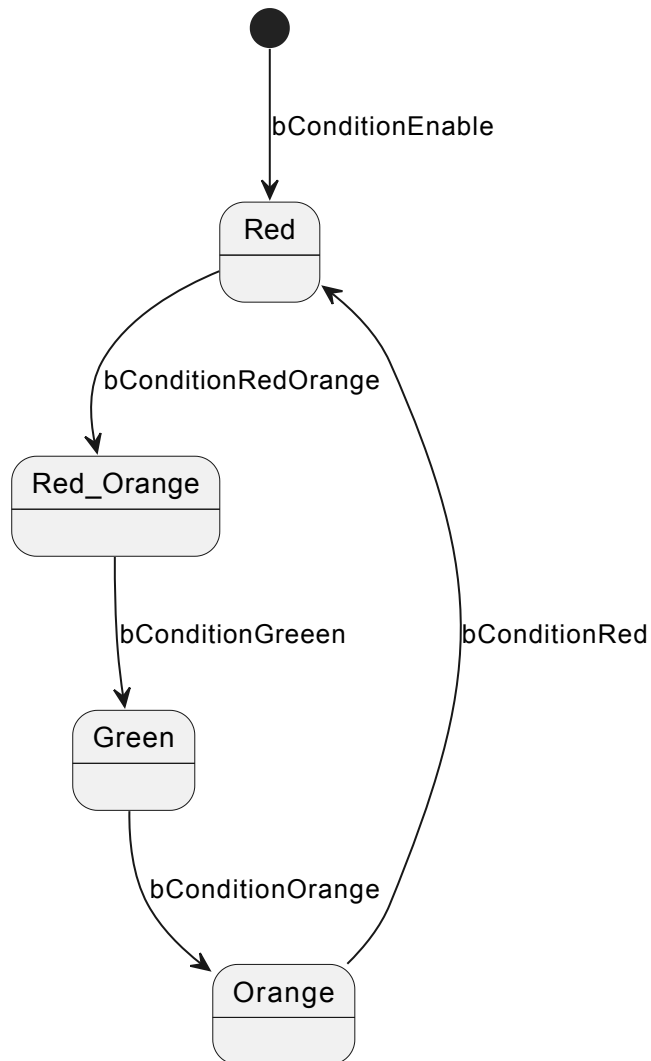 bConditionEnable
Red
bConditionRedOrange
Red_Orange
bConditionGreeen
bConditionRed
Green
bConditionOrange
Orange